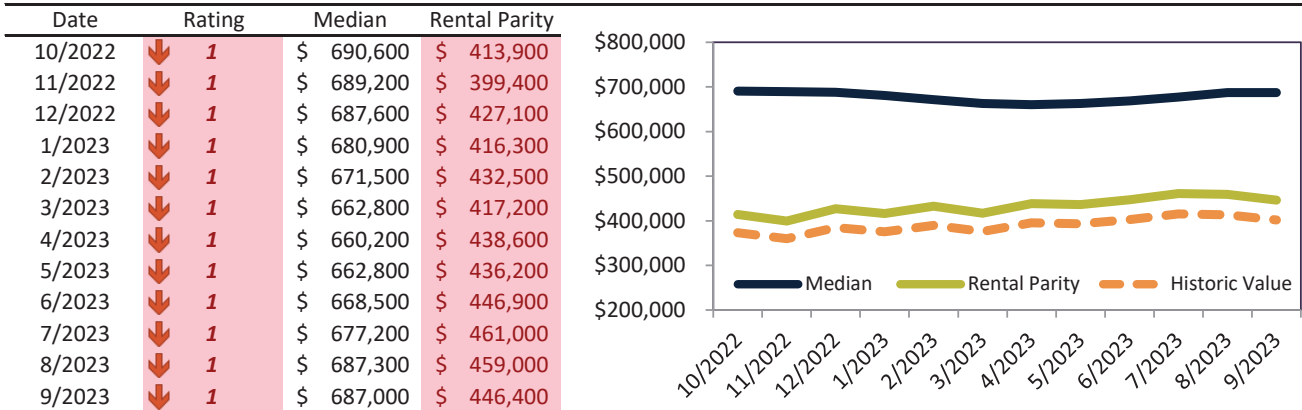 Date Rating Median Rental Parity
10/2022 1 $ 690,600 $ 413,900
11/2022 1 $ 689,200 $ 399,400
12/2022 1 $ 687,600 $ 427,100
1/2023 1 $ 680,900 $ 416,300
2/2023 1 $ 671,500 $ 432,500
3/2023 1 $ 662,800 $ 417,200
4/2023 1 $ 660,200 $ 438,600
5/2023 1 $ 662,800 $ 436,200
6/2023 1 $ 668,500 $ 446,900
7/2023 1 $ 677,200 $ 461,000
8/2023 1 $ 687,300 $ 459,000
9/2023 1 $ 687,000 $ 446,400
$800,000
$700,000
$600,000
$500,000
$400,000
$300,000
$200,000
Median Rental Parity Historic Value
10/2022 11/2022 12/2022 1/2023 2/2023 3/2023 4/2023 5/2023 6/2023 7/2023 8/2023 9/2023